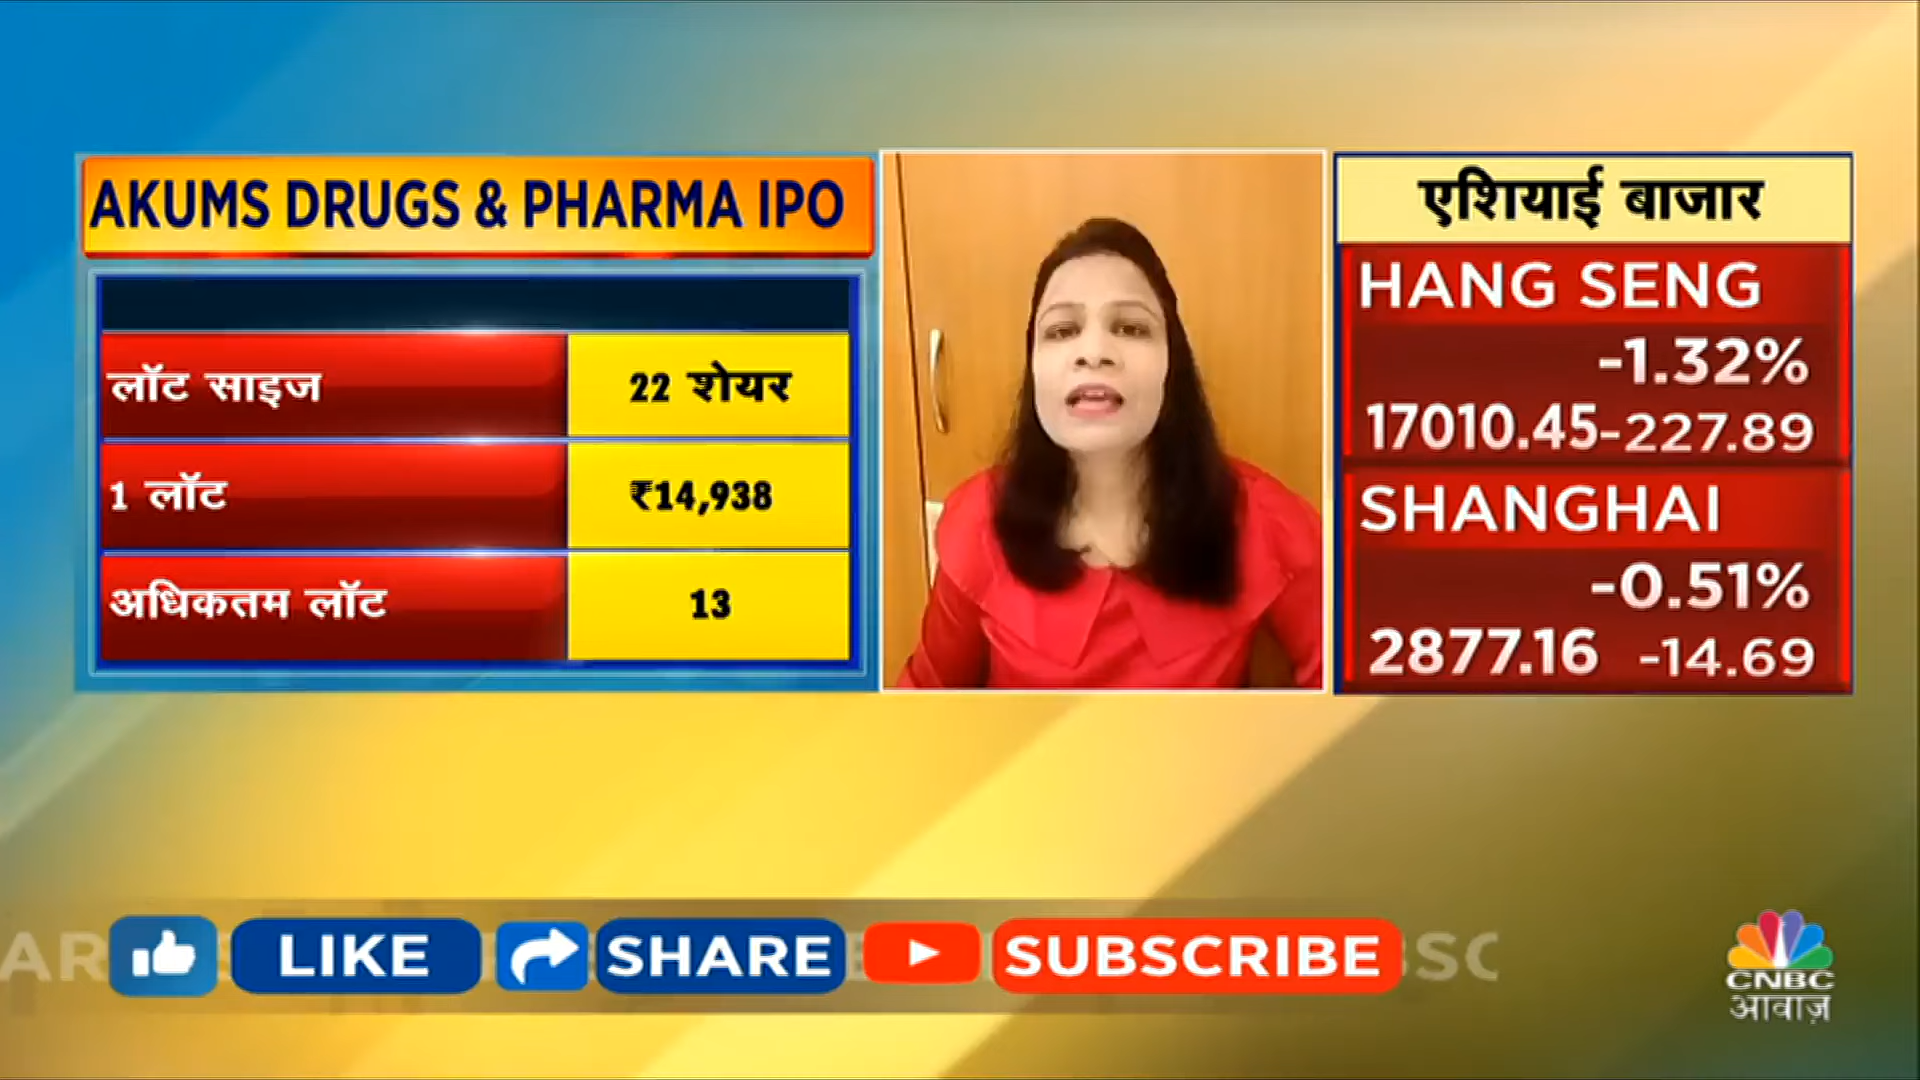 AKUMS DRUGS & PHARMA IPO
लॉट साइज 22 शेयर
1 लॉट ₹14,938
अधिकतम लॉट 13
एशियाई बाजार
HANG SENG
-1.32%
17010.45 -227.89
SHANGHAI
-0.51%
2877.16 -14.69
LIKE SHARE SUBSCRIBE
CNBC
आवाज़